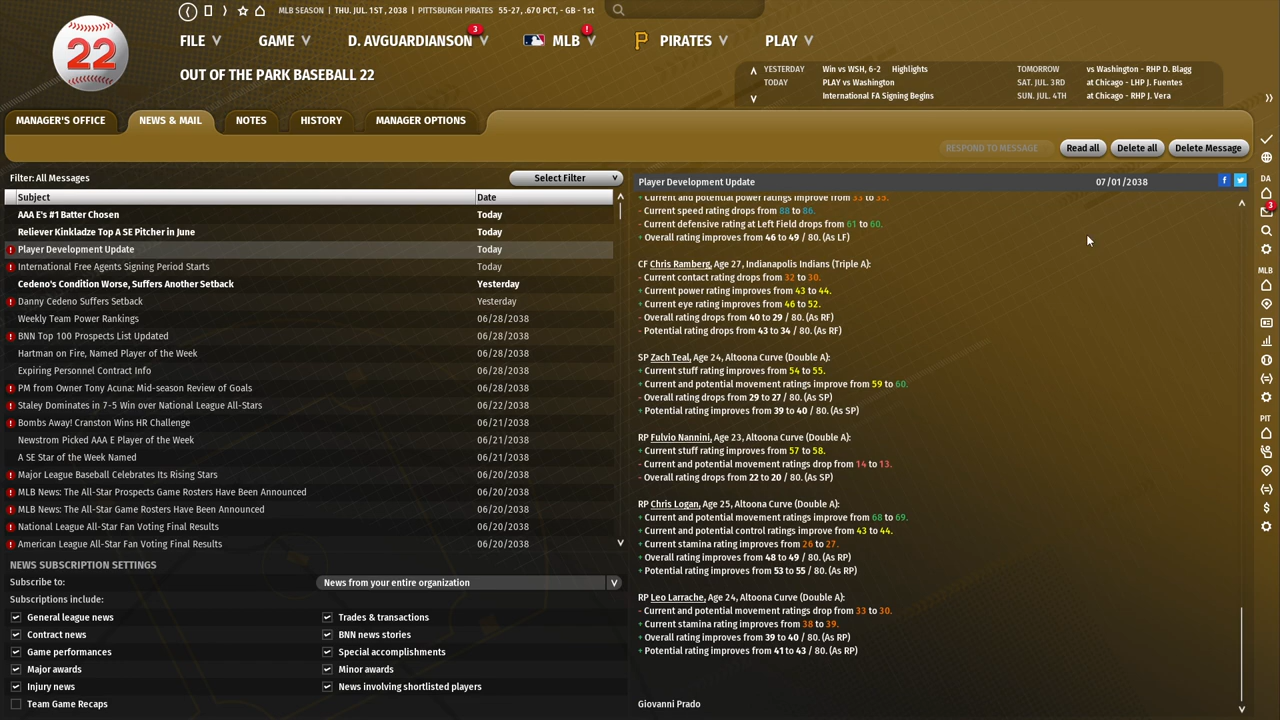 MLB SEASON | THU. JUL. 1ST , 2038 | PITTSBURGH PIRATES 55-27, .670 PCT, - GB - 1st
22
FILE
GAME
D. AVGUARDIANSON
3
MLB
!
P
PIRATES
PLAY
OUT OF THE PARK BASEBALL 22
YESTERDAY Win vs WSH, 6-2 Highlights
TODAY PLAY vs Washington
International FA Signing Begins
TOMORROW vs Washington - RHP D. Blagg
SAT. JUL. 3RD at Chicago - LHP J. Fuentes
SUN. JUL. 4TH at Chicago - RHP J. Vera
MANAGER'S OFFICE
NEWS & MAIL
NOTES
HISTORY
MANAGER OPTIONS
RESPOND TO MESSAGE
Read all
Delete all
Delete Message
Filter: All Messages
Select Filter
Subject Date
AAA E's #1 Batter Chosen Today
Reliever Kinkladze Top A SE Pitcher in June Today
! Player Development Update Today
! International Free Agents Signing Period Starts Today
Cedeno's Condition Worse, Suffers Another Setback Yesterday
! Danny Cedeno Suffers Setback Yesterday
Weekly Team Power Rankings 06/28/2038
! BNN Top 100 Prospects List Updated 06/28/2038
Hartman on Fire, Named Player of the Week 06/28/2038
Expiring Personnel Contract Info 06/28/2038
! PM from Owner Tony Acuna: Mid-season Review of Goals 06/28/2038
! Staley Dominates in 7-5 Win over National League All-Stars 06/22/2038
! Bombs Away! Cranston Wins HR Challenge 06/21/2038
Newstrom Picked AAA E Player of the Week 06/21/2038
A SE Star of the Week Named 06/21/2038
! Major League Baseball Celebrates Its Rising Stars 06/20/2038
! MLB News: The All-Star Prospects Game Rosters Have Been Announced 06/20/2038
! MLB News: The All-Star Game Rosters Have Been Announced 06/20/2038
! National League All-Star Fan Voting Final Results 06/20/2038
! American League All-Star Fan Voting Final Results 06/20/2038
NEWS SUBSCRIPTION SETTINGS
Subscribe to: News from your entire organization
Subscriptions include:
General league news
Contract news
Game performances
Major awards
Injury news
Team Game Recaps
Trades & transactions
BNN news stories
Special accomplishments
Minor awards
News involving shortlisted players
Player Development Update 07/01/2038
f
+ Current and potential power ratings improve from 33 to 35.
- Current speed rating drops from 88 to 86.
- Current defensive rating at Left Field drops from 61 to 60.
+ Overall rating improves from 46 to 49 / 80. (As LF)
CF Chris Ramberg, Age 27, Indianapolis Indians (Triple A):
- Current contact rating drops from 32 to 30.
+ Current power rating improves from 43 to 44.
+ Current eye rating improves from 46 to 52.
- Overall rating drops from 40 to 29 / 80. (As RF)
- Potential rating drops from 43 to 34 / 80. (As RF)
SP Zach Teal, Age 24, Altoona Curve (Double A):
+ Current stuff rating improves from 54 to 55.
+ Current and potential movement ratings improve from 59 to 60.
- Overall rating drops from 29 to 27 / 80. (As SP)
+ Potential rating improves from 39 to 40 / 80. (As SP)
RP Fulvio Nannini, Age 23, Altoona Curve (Double A):
+ Current stuff rating improves from 57 to 58.
- Current and potential movement ratings drop from 14 to 13.
- Overall rating drops from 22 to 20 / 80. (As SP)
RP Chris Logan, Age 25, Altoona Curve (Double A):
+ Current and potential movement ratings improve from 68 to 69.
+ Current and potential control ratings improve from 43 to 44.
+ Current stamina rating improves from 26 to 27.
+ Overall rating improves from 48 to 49 / 80. (As RP)
+ Potential rating improves from 53 to 55 / 80. (As RP)
RP Leo Larrache, Age 24, Altoona Curve (Double A):
- Current and potential movement ratings drop from 33 to 30.
+ Current stamina rating improves from 38 to 39.
+ Overall rating improves from 39 to 40 / 80. (As RP)
+ Potential rating improves from 41 to 43 / 80. (As RP)
Giovanni Prado
DA
3
MLB
PIT
$